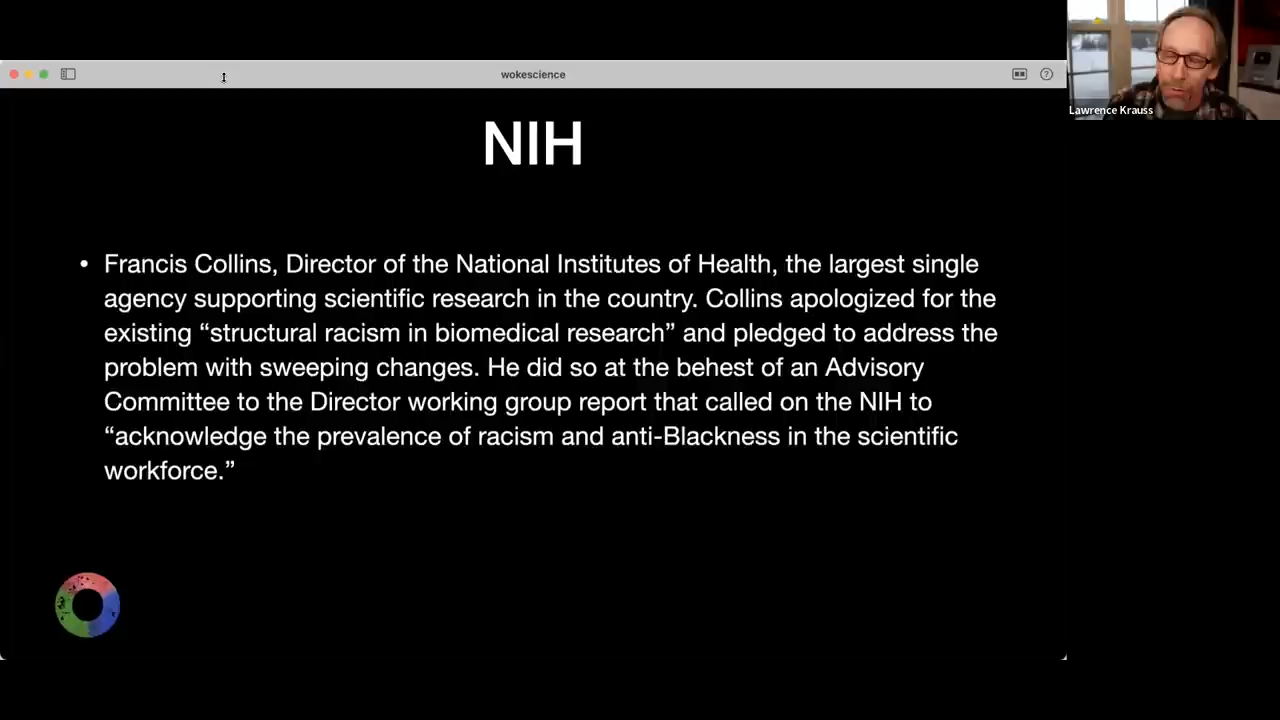 wokescience
Lawrence Krauss
NIH
• Francis Collins, Director of the National Institutes of Health, the largest single
agency supporting scientific research in the country. Collins apologized for the
existing “structural racism in biomedical research” and pledged to address the
problem with sweeping changes. He did so at the behest of an Advisory
Committee to the Director working group report that called on the NIH to
“acknowledge the prevalence of racism and anti-Blackness in the scientific
workforce.”